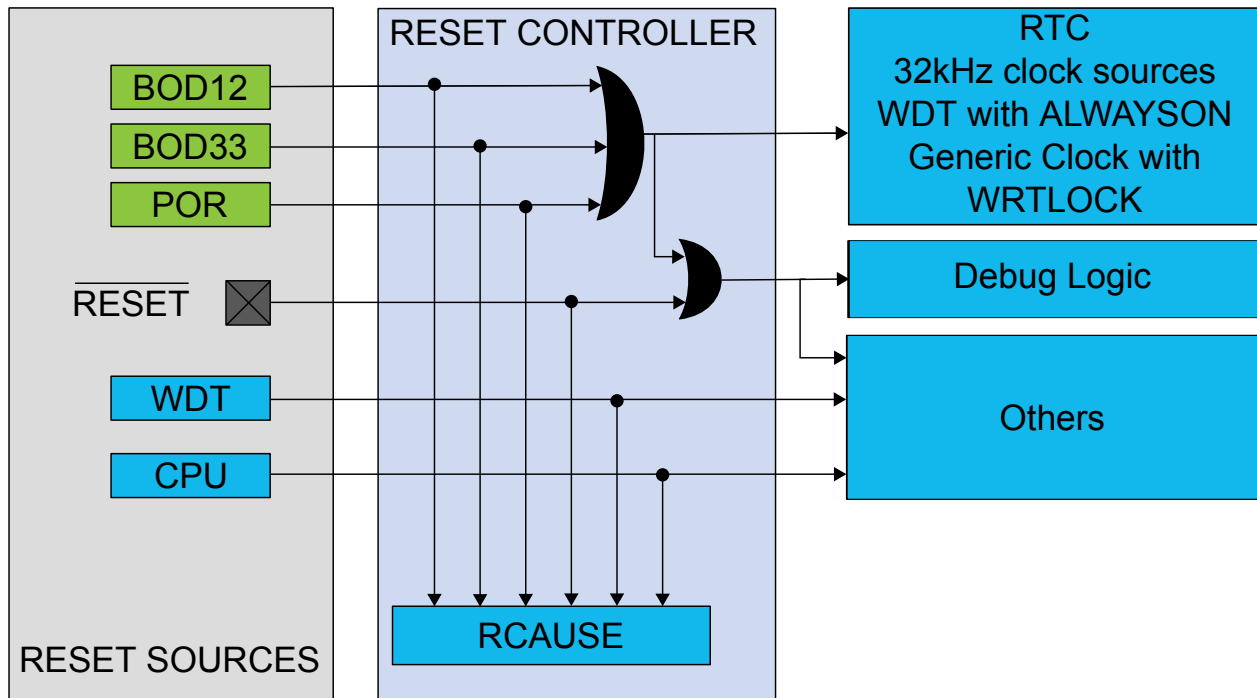 RESET CONTROLLER
BOD12
BOD33
POR
RESET
WDT
CPU
RCAUSE
RESET SOURCES
RTC
32kHz clock sources
WDT with ALWAYSON
Generic Clock with
WRTLOCK
Debug Logic
Others